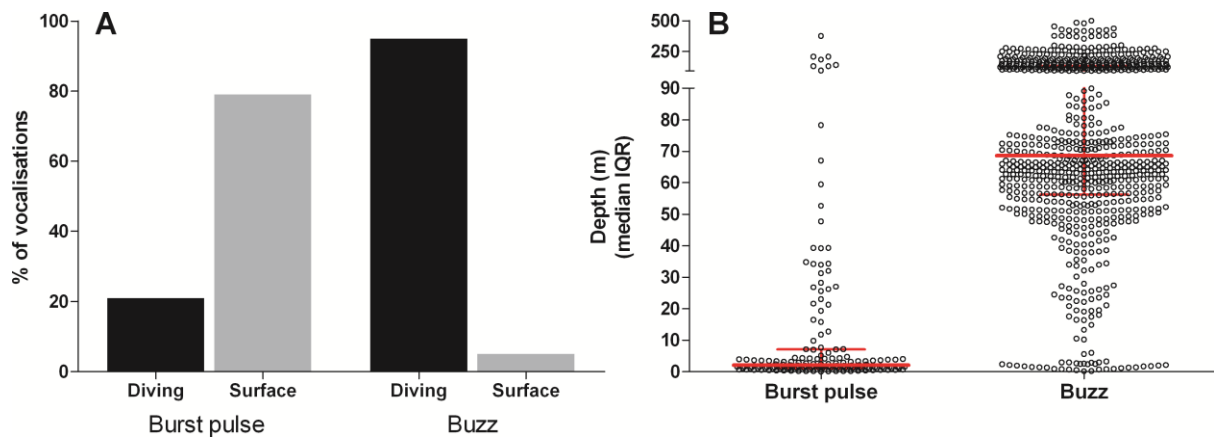 A
% of vocalisations
100
80
60
40
20
0
Diving
Surface
Diving
Surface
Burst pulse
Buzz
B
Depth (m)
(median IQR)
500
250
90
80
70
60
50
40
30
20
10
0
Burst pulse
Buzz